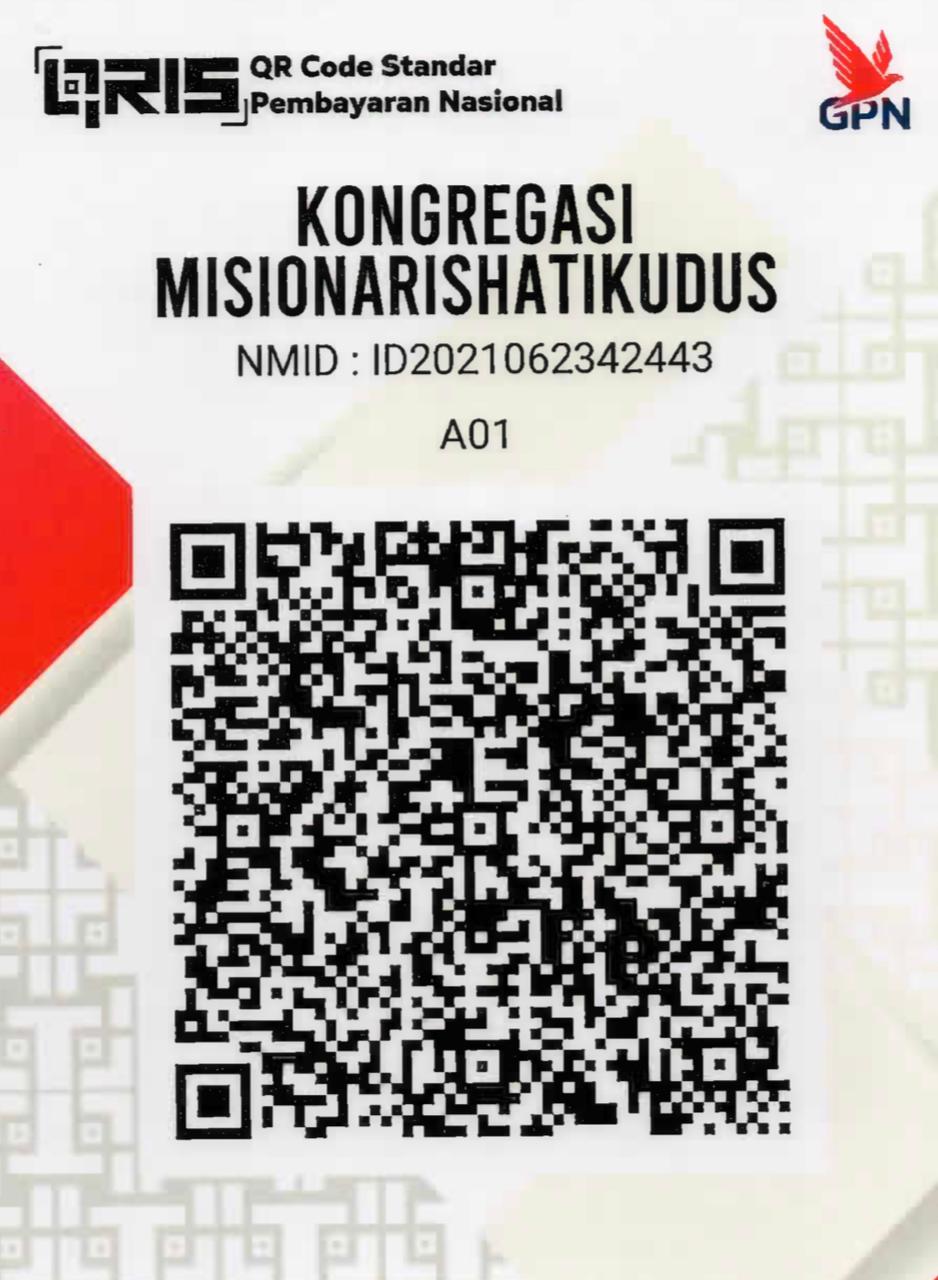 QRIS
QR Code Standar
Pembayaran Nasional
GPN
KONGREGASI
MISIONARISHATIKUDUS
NMID : ID2021062342443
A01